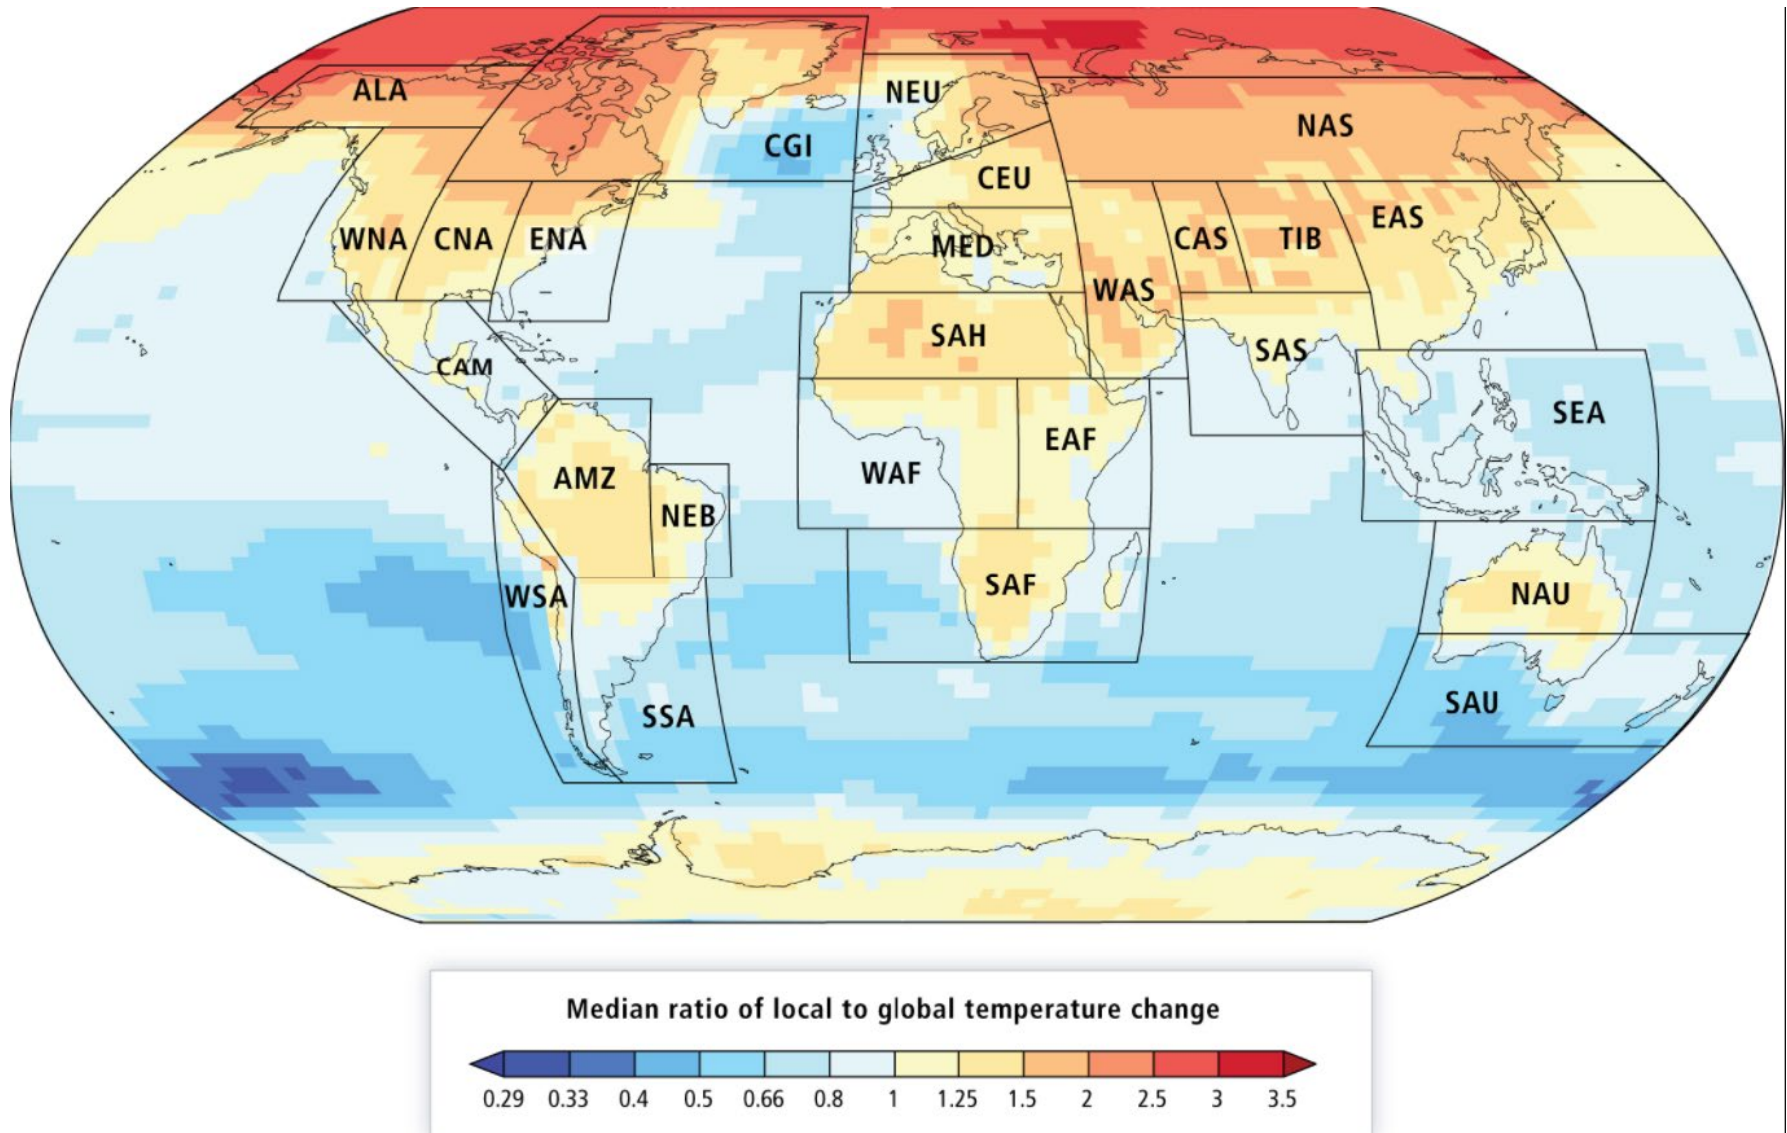 ALA
NEU
NAS
CGI
CEU
WNA
CNA
ENA
MED
CAS
TIB
EAS
WAS
SAH
SAS
CAM
SEA
EAF
AMZ
WAF
NEB
WSA
SAF
NAU
SSA
SAU
Median ratio of local to global temperature change
0.29 0.33 0.4 0.5 0.66 0.8 1 1.25 1.5 2 2.5 3 3.5